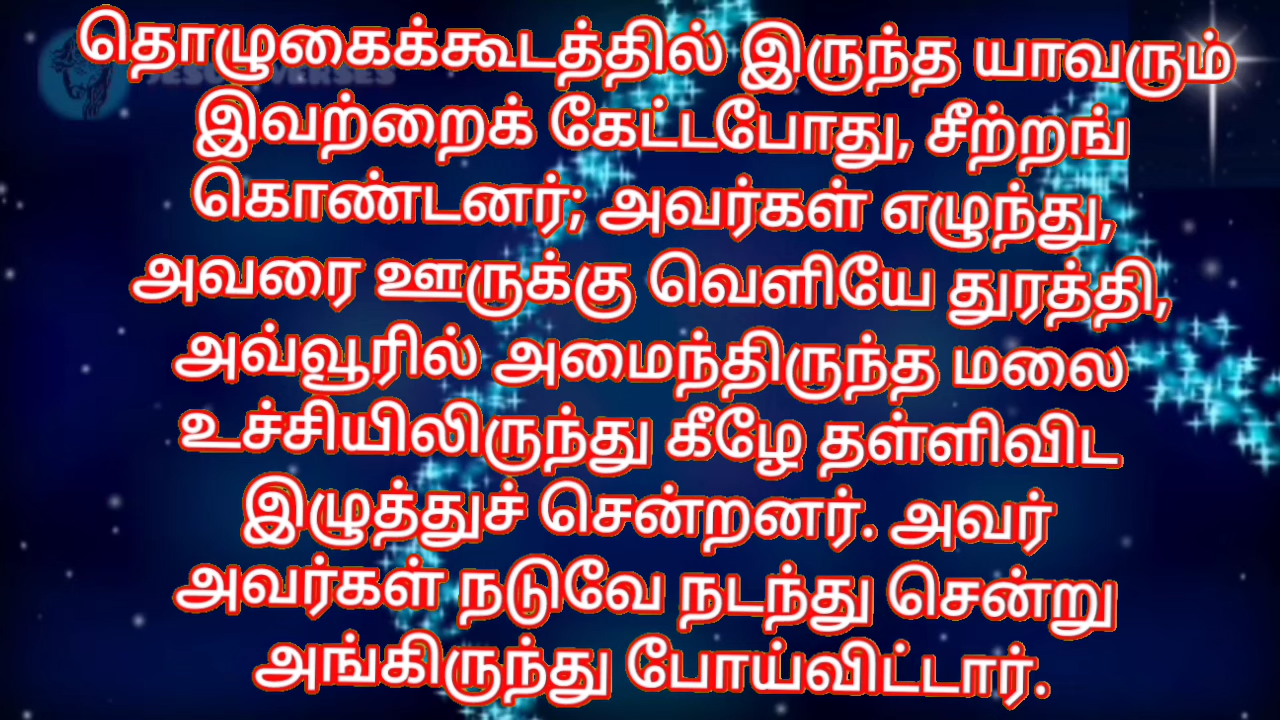 தொழுகைக்கூடத்தில் இருந்த யாவரும்
இவற்றைக் கேட்டபோது, சீற்றங்
கொண்டனர்; அவர்கள் எழுந்து,
அவரை ஊருக்கு வெளியே துரத்தி,
அவ்வூரில் அமைந்திருந்த மலை
உச்சியிலிருந்து கீழே தள்ளிவிட
இழுத்துச் சென்றனர். அவர்
அவர்கள் நடுவே நடந்து சென்று
அங்கிருந்து போய்விட்டார்.